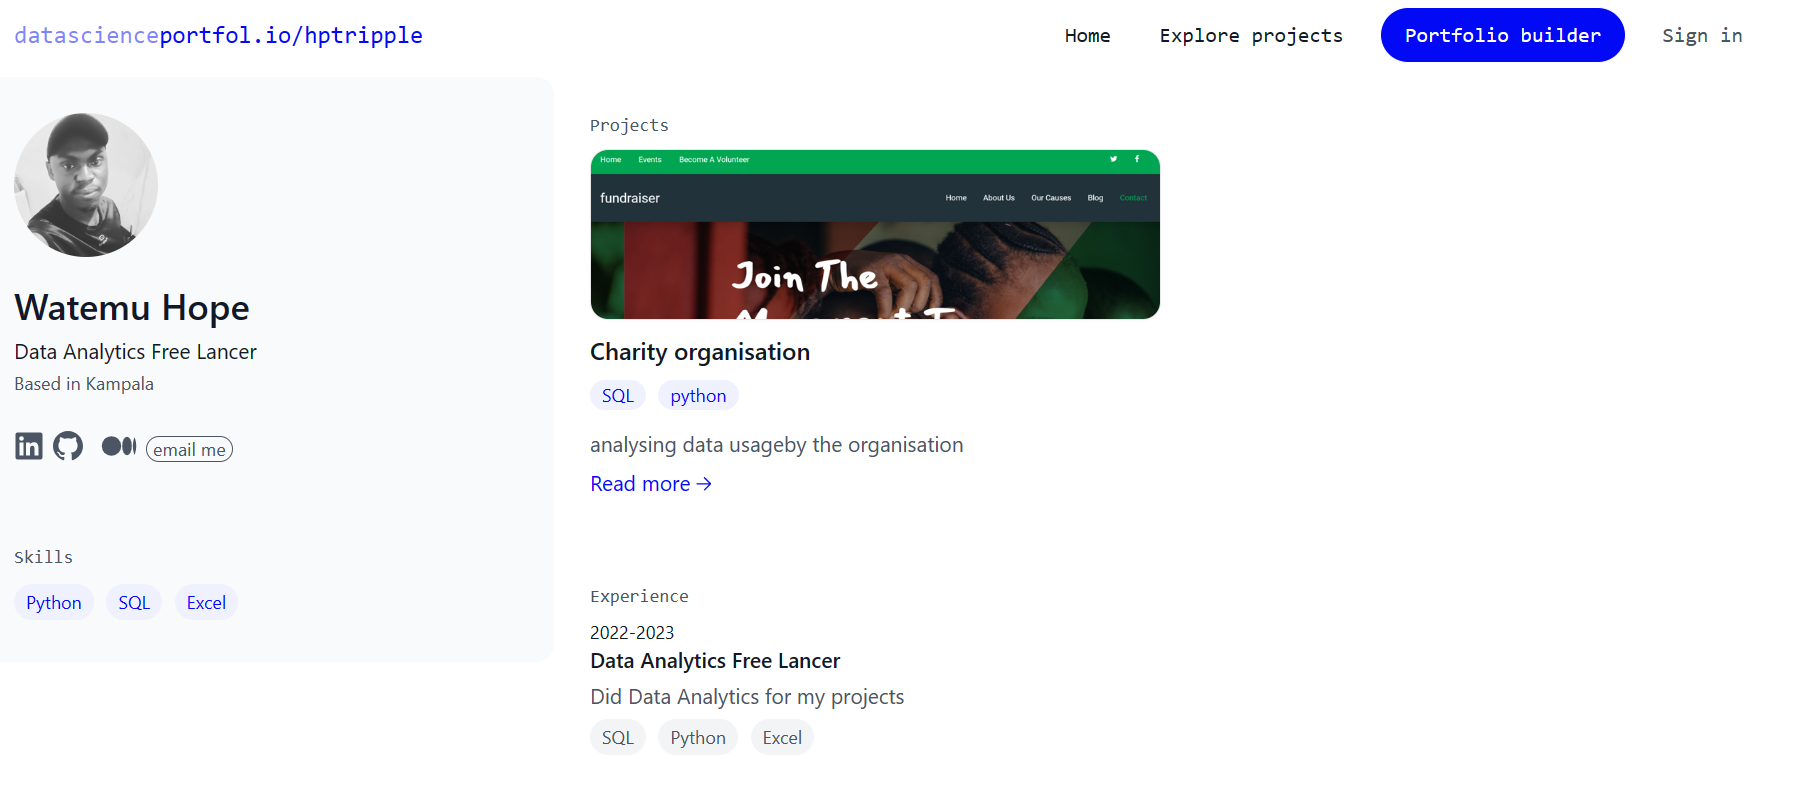 datascienceportfol.io/hptripple
Home Explore projects Portfolio builder Sign in
Watemu Hope
Data Analytics Free Lancer
Based in Kampala
in
email me
Skills
Python SQL Excel
Projects
Home Events Become A Volunteer
fundraiser
Home About Us Our Causes Blog Contact
Join The
Charity organisation
SQL python
analysing data usageby the organisation
Read more →
Experience
2022-2023
Data Analytics Free Lancer
Did Data Analytics for my projects
SQL Python Excel